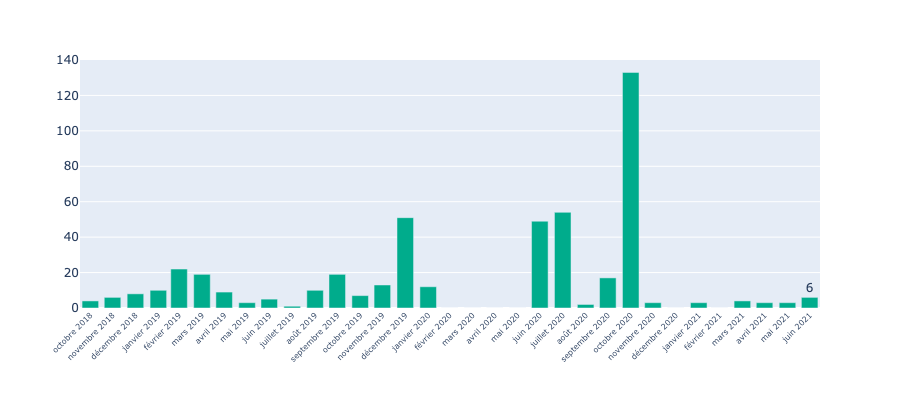 140
120
100
80
60
40
20
0
6
octobre 2018
novembre 2018
décembre 2018
janvier 2019
février 2019
mars 2019
avril 2019
mai 2019
juin 2019
juillet 2019
août 2019
septembre 2019
octobre 2019
novembre 2019
décembre 2019
janvier 2020
février 2020
mars 2020
avril 2020
mai 2020
juin 2020
juillet 2020
août 2020
septembre 2020
octobre 2020
novembre 2020
décembre 2020
janvier 2021
février 2021
mars 2021
avril 2021
mai 2021
juin 2021